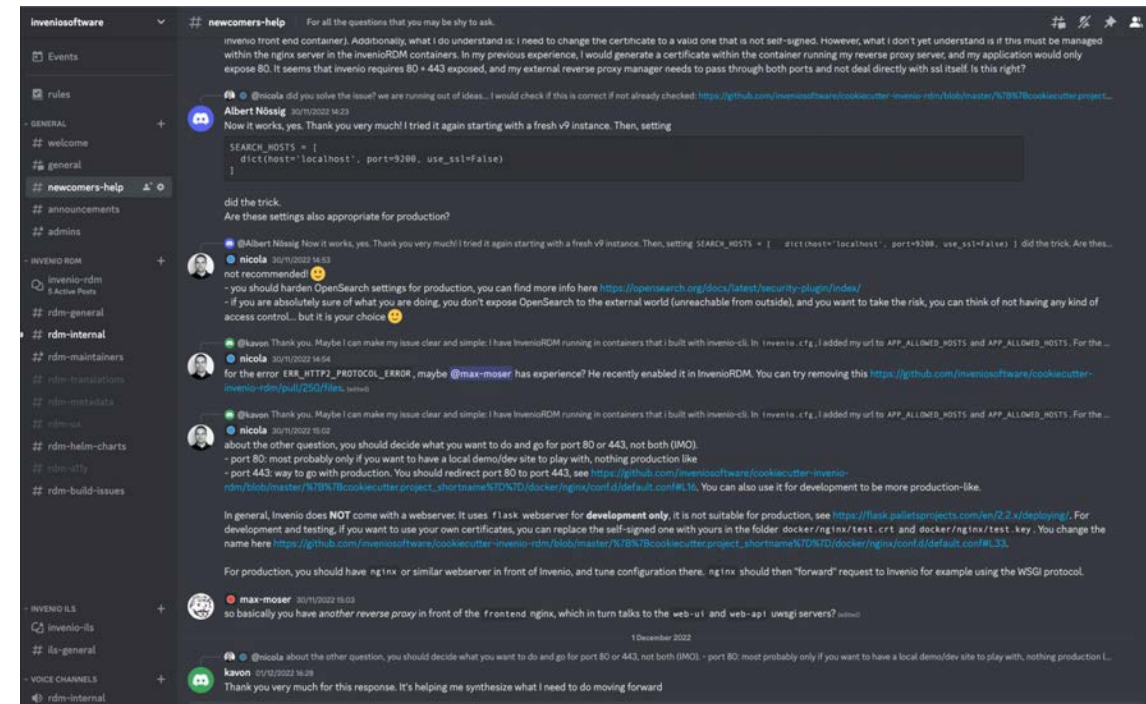 inveniosoftware
Events
rules
GENERAL
welcome
general
newcomers-help
announcements
admins
INVENIO RDM
invenio-rdm
5 Active Posts
rdm-general
rdm-internal
rdm-maintainers
rdm-translations
rdm-metadata
rdm-ux
rdm-helm-charts
rdm-a11y
rdm-build-issues
INVENIO ILS
invenio-ils
ils-general
VOICE CHANNELS
rdm-internal
newcomers-help For all the questions that you may be shy to ask.
invenio front end container). Additionally, what I do understand is: I need to change the certificate to a valid one that is not self-signed. However, what I don't yet understand is if this must be managed
within the nginx server in the invenioRDM containers. In my previous experience, I would generate a certificate within the container running my reverse proxy server, and my application would only
expose 80. It seems that invenio requires 80 + 443 exposed, and my external reverse proxy manager needs to pass through both ports and not deal directly with ssl itself. Is this right?
@nicola did you solve the issue? we are running out of ideas... I would check if this is correct if not already checked: https://github.com/inveniosoftware/cookiecutter-invenio-rdm/blob/master/%7B%7Bcookiecutter.project...
Albert Nössig 30/11/2022 14:23
Now it works, yes. Thank you very much! I tried it again starting with a fresh v9 instance. Then, setting
SEARCH_HOSTS = [
dict(host='localhost', port=9200, use_ssl=False)
]
did the trick.
Are these settings also appropriate for production?
@Albert Nössig Now it works, yes. Thank you very much! I tried it again starting with a fresh v9 instance. Then, setting SEARCH_HOSTS = [ dict(host='localhost', port=9200, use_ssl=False) ] did the trick. Are thes...
nicola 30/11/2022 14:53
not recommended! 🙂
- you should harden OpenSearch settings for production, you can find more info here https://opensearch.org/docs/latest/security-plugin/index/
- if you are absolutely sure of what you are doing, you don't expose OpenSearch to the external world (unreachable from outside), and you want to take the risk, you can think of not having any kind of
access control... but it is your choice 🙂
@kavon Thank you. Maybe I can make my issue clear and simple: I have InvenioRDM running in containers that i built with invenio-cli. In invenio.cfg, I added my url to APP_ALLOWED_HOSTS and APP_ALLOWED_HOSTS. For the ...
nicola 30/11/2022 14:54
for the error ERR_HTTP2_PROTOCOL_ERROR, maybe @max-moser has experience? He recently enabled it in InvenioRDM. You can try removing this https://github.com/inveniosoftware/cookiecutter-
invenio-rdm/pull/250/files. (edited)
@kavon Thank you. Maybe I can make my issue clear and simple: I have InvenioRDM running in containers that i built with invenio-cli. In invenio.cfg, I added my url to APP_ALLOWED_HOSTS and APP_ALLOWED_HOSTS. For the ...
nicola 30/11/2022 15:02
about the other question, you should decide what you want to do and go for port 80 or 443, not both (IMO).
- port 80: most probably only if you want to have a local demo/dev site to play with, nothing production like
- port 443: way to go with production. You should redirect port 80 to port 443, see https://github.com/inveniosoftware/cookiecutter-invenio-
rdm/blob/master/%7B%7Bcookiecutter.project_shortname%7D%7D/docker/nginx/conf.d/default.conf#L16. You can also use it for development to be more production-like.
In general, Invenio does NOT come with a webserver. It uses flask webserver for development only, it is not suitable for production, see https://flask.palletsprojects.com/en/2.2.x/deploying/. For
development and testing, if you want to use your own certificates, you can replace the self-signed one with yours in the folder docker/nginx/test.crt and docker/nginx/test.key. You change the
name here https://github.com/inveniosoftware/cookiecutter-invenio-rdm/blob/master/%7B%7Bcookiecutter.project_shortname%7D%7D/docker/nginx/conf.d/default.conf#L33.
For production, you should have nginx or similar webserver in front of Invenio, and tune configuration there. nginx should then "forward" request to Invenio for example using the WSGI protocol.
max-moser 30/11/2022 15:03
so basically you have another reverse proxy in front of the frontend nginx, which in turn talks to the web-ui and web-api uwsgi servers? (edited)
1 December 2022
@nicola about the other question, you should decide what you want to do and go for port 80 or 443, not both (IMO). - port 80: most probably only if you want to have a local demo/dev site to play with, nothing production l...
kavon 01/12/2022 16:28
Thank you very much for this response. It's helping me synthesize what I need to do moving forward